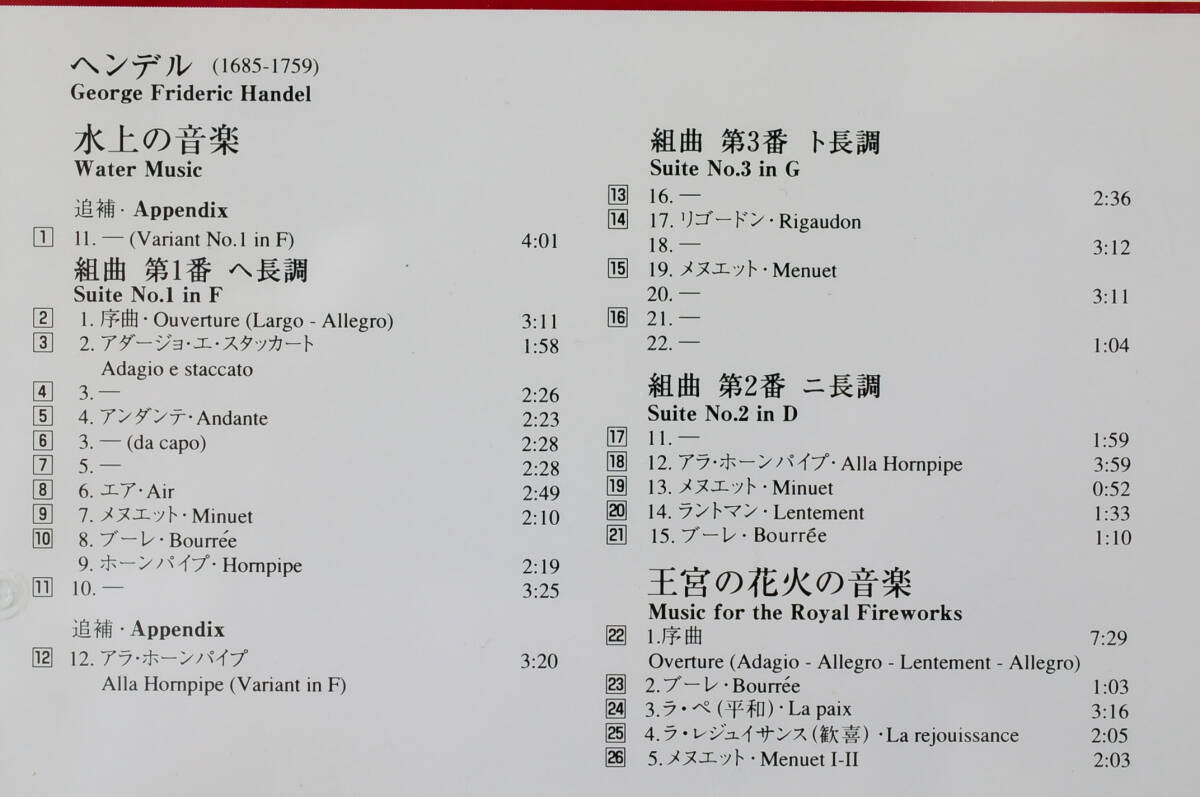 ヘンデル (1685-1759)
George Frideric Handel
水上の音楽
Water Music
追補・Appendix
1 11. — (Variant No.1 in F) 4:01
組曲 第1番 ヘ長調
Suite No.1 in F
2 1. 序曲・Ouverture (Largo - Allegro) 3:11
3 2. アダージョ・エ・スタッカート 1:58
Adagio e staccato
4 3. — 2:26
5 4. アンダンテ・Andante 2:23
6 3. — (da capo) 2:28
7 5. — 2:28
8 6. エア・Air 2:49
9 7. メヌエット・Minuet 2:10
10 8. ブーレ・Bourrée
9. ホーンパイプ・Hornpipe 2:19
11 10. — 3:25
追補・Appendix
12 12. アラ・ホーンパイプ 3:20
Alla Hornpipe (Variant in F)
組曲 第3番 ト長調
Suite No.3 in G
13 16. — 2:36
14 17. リゴードン・Rigaudon
18. — 3:12
15 19. メヌエット・Menuet
20. — 3:11
16 21. —
22. — 1:04
組曲 第2番 ニ長調
Suite No.2 in D
17 11. — 1:59
18 12. アラ・ホーンパイプ・Alla Hornpipe 3:59
19 13. メヌエット・Minuet 0:52
20 14. ラントマン・Lentement 1:33
21 15. ブーレ・Bourrée 1:10
王宮の花火の音楽
Music for the Royal Fireworks
22 1.序曲 7:29
Overture (Adagio - Allegro - Lentement - Allegro)
23 2.ブーレ・Bourrée 1:03
24 3.ラ・ペ(平和)・La paix 3:16
25 4.ラ・レジュイサンス(歓喜)・La rejouissance 2:05
26 5.メヌエット・Menuet I-II 2:03